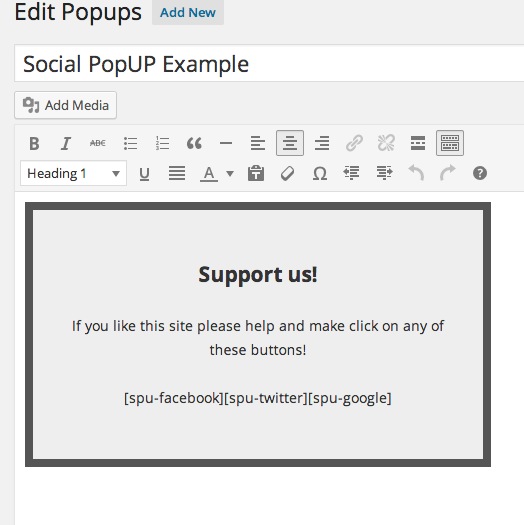 Edit Popups Add New
Social PopUP Example
Add Media
B I ABC
Heading 1 U A T Ω ?
Support us!
If you like this site please help and make click on any of
these buttons!
[spu-facebook][spu-twitter][spu-google]